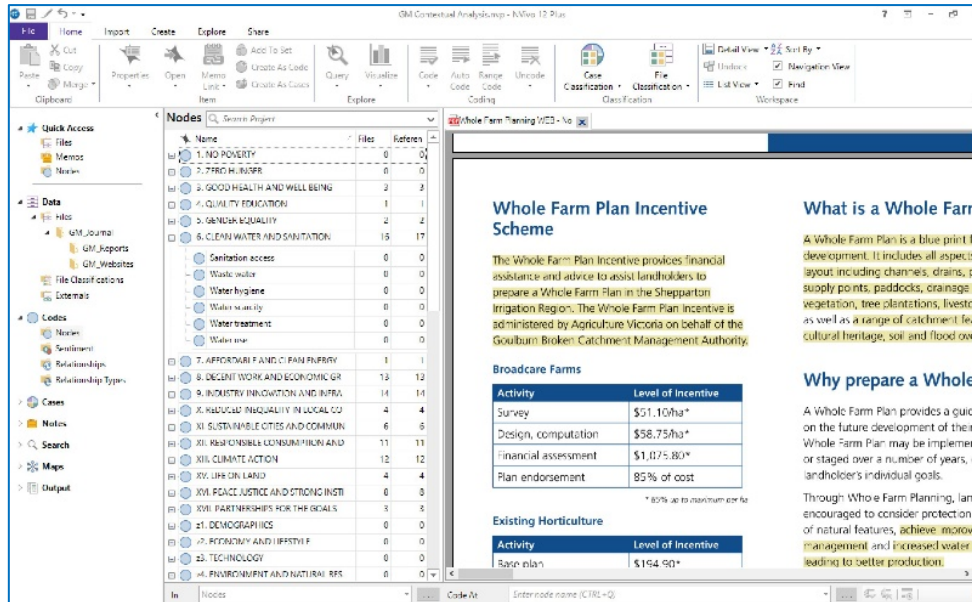 GM Contextual Analysis.nvp - NVivo 12 Plus
File Home Import Create Explore Share
Paste
Cut
Copy
Merge
Clipboard
Properties
Open
Memo Link
Add To Set
Create As Code
Create As Cases
Item
Query
Visualize
Explore
Code
Auto Code
Range Code
Uncode
Coding
Case Classification
File Classification
Classification
Detail View
Sort By
Undock
Navigation View
List View
Find
Workspace
Quick Access
Files
Memos
Nodes
Data
Files
GM_Journal
GM_Reports
GM_Websites
File Classifications
Externals
Codes
Nodes
Sentiment
Relationships
Relationship Types
Cases
Notes
Search
Maps
Output
Nodes
Search Project
Name Files Referen
1. NO POVERTY 0 0
2. ZERO HUNGER 0 0
3. GOOD HEALTH AND WELL BEING 3 3
4. QUALITY EDUCATION 1 1
5. GENDER EQUALITY 2 2
6. CLEAN WATER AND SANITATION 16 17
Sanitation access 0 0
Waste water 0 0
Water hygiene 0 0
Water scarcity 0 0
Water treatment 0 0
Water use 0 0
7. AFFORDABLE AND CLEAN ENERGY 1 1
8. DECENT WORK AND ECONOMIC GR 13 13
9. INDUSTRY INNOVATION AND INFRA 14 14
X. REDUCED INEQUALITY IN LOCAL CO 4 4
XI. SUSTAINABLE CITIES AND COMMUN 6 6
XII. RESPONSIBLE CONSUMPTION AND 11 11
XIII. CLIMATE ACTION 12 12
XV. LIFE ON LAND 4 4
XVI. PEACE JUSTICE AND STRONG INSTI 8 8
XVII. PARTNERSHIPS FOR THE GOALS 3 3
z1. DEMOGRAPHICS 0 0
z2. ECONOMY AND LIFESTYLE 0 0
z3. TECHNOLOGY 0 0
z4. ENVIRONMENT AND NATURAL RES 0 0
Whole Farm Planning WEB - No
Whole Farm Plan Incentive
Scheme
The Whole Farm Plan Incentive provides financial
assistance and advice to assist landholders to
prepare a Whole Farm Plan in the Shepparton
Irrigation Region. The Whole Farm Plan Incentive is
administered by Agriculture Victoria on behalf of the
Goulburn Broken Catchment Management Authority.
Broadcare Farms
Activity Level of Incentive
Survey $51.10/ha*
Design, computation $58.75/ha*
Financial assessment $1,075.80*
Plan endorsement 85% of cost
* 85% up to maximum per ha
Existing Horticulture
Activity Level of Incentive
Base plan $194.90*
What is a Whole Farm
A Whole Farm Plan is a blue print
development. It includes all aspects
layout including channels, drains,
supply points, paddocks, drainage
vegetation, tree plantations,
as well as a range of catchment
cultural heritage, soil and flood
Why prepare a Whole
A Whole Farm Plan provides a
on the future development of their
Whole Farm Plan may be
or staged over a number of years,
landholder's individual goals.
Through Whole Farm Planning,
encouraged to consider protection
of natural features, achieve
management and increased water
leading to better production.
In Nodes
Code At Enter node name (CTRL+Q)